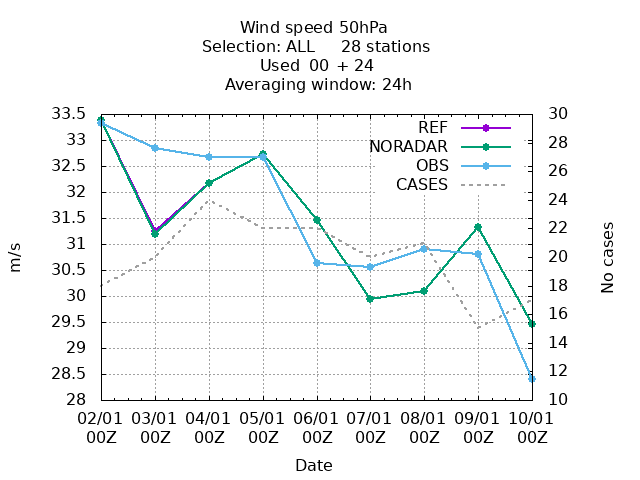 Wind speed 50hPa
Selection: ALL 28 stations
Used 00 + 24
Averaging window: 24h
REF
NORADAR
OBS
CASES
33.5
33
32.5
32
31.5
31
30.5
30
29.5
29
28.5
28
30
28
26
24
22
20
18
16
14
12
10
m/s
No cases
02/01 03/01 04/01 05/01 06/01 07/01 08/01 09/01 10/01
00Z 00Z 00Z 00Z 00Z 00Z 00Z 00Z 00Z
Date